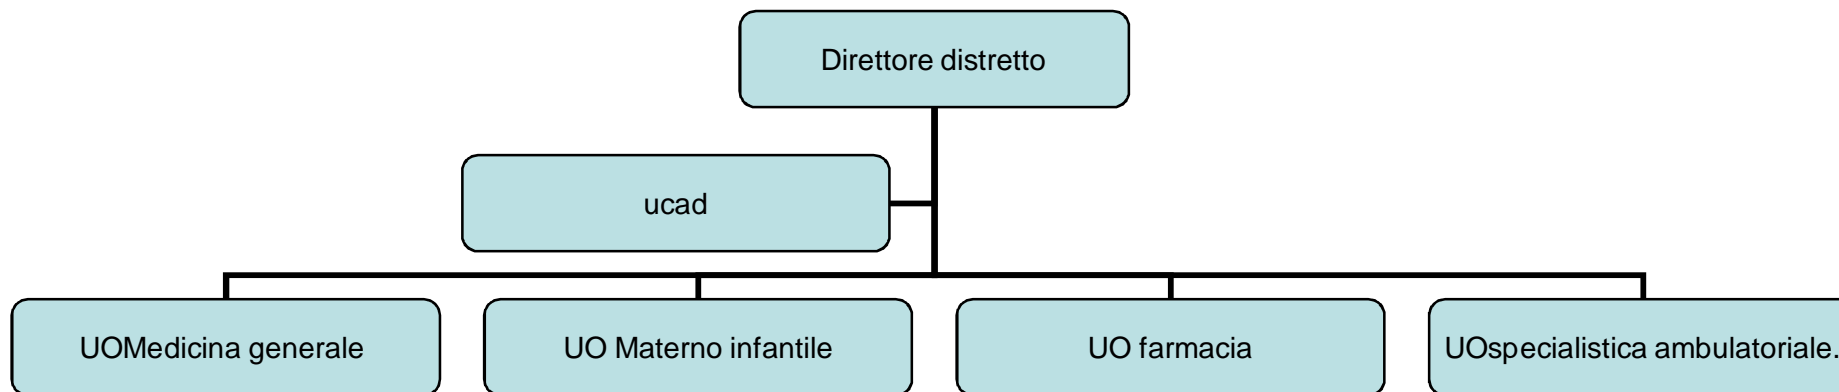 Direttore distretto
ucad
UOMedicina generale
UO Materno infantile
UO farmacia
UOspecialistica ambulatoriale.